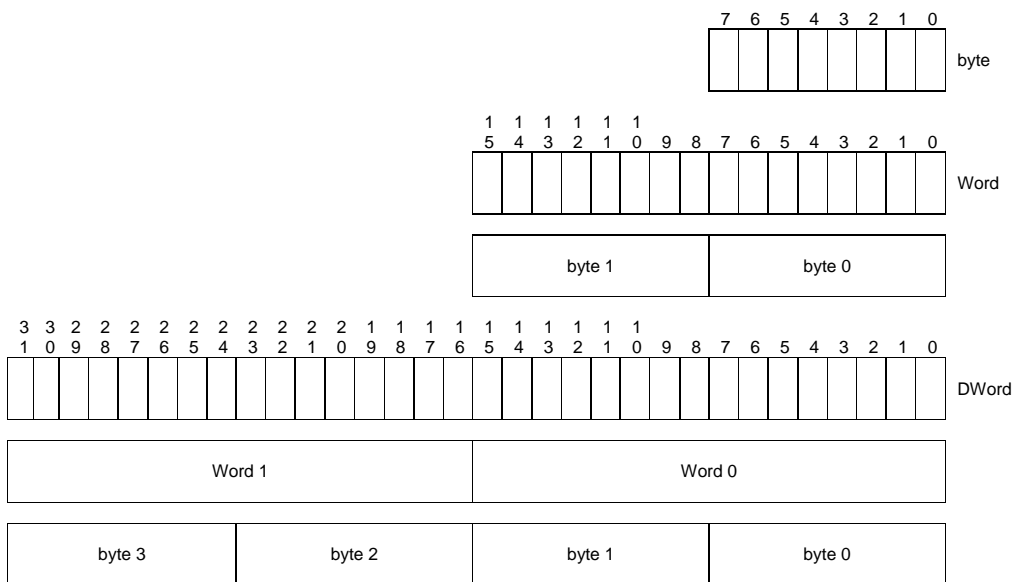 7 6 5 4 3 2 1 0
byte
1 1 1 1 1 1
5 4 3 2 1 0 9 8 7 6 5 4 3 2 1 0
Word
byte 1 byte 0
3 3 2 2 2 2 2 2 2 2 2 2 1 1 1 1 1 1 1 1 1 1
1 0 9 8 7 6 5 4 3 2 1 0 9 8 7 6 5 4 3 2 1 0 9 8 7 6 5 4 3 2 1 0
DWord
Word 1 Word 0
byte 3 byte 2 byte 1 byte 0